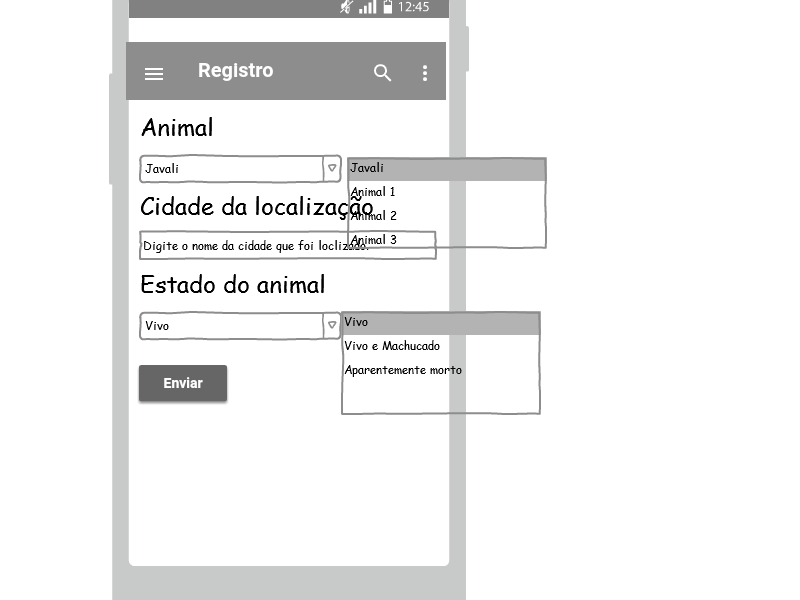 12:45
Registro
Animal
Javali
Javali
Animal 1
Cidade da localização
Animal 2
Digite o nome da cidade que foi loclizado.
Animal 3
Estado do animal
Vivo
Vivo
Vivo e Machucado
Aparentemente morto
Enviar